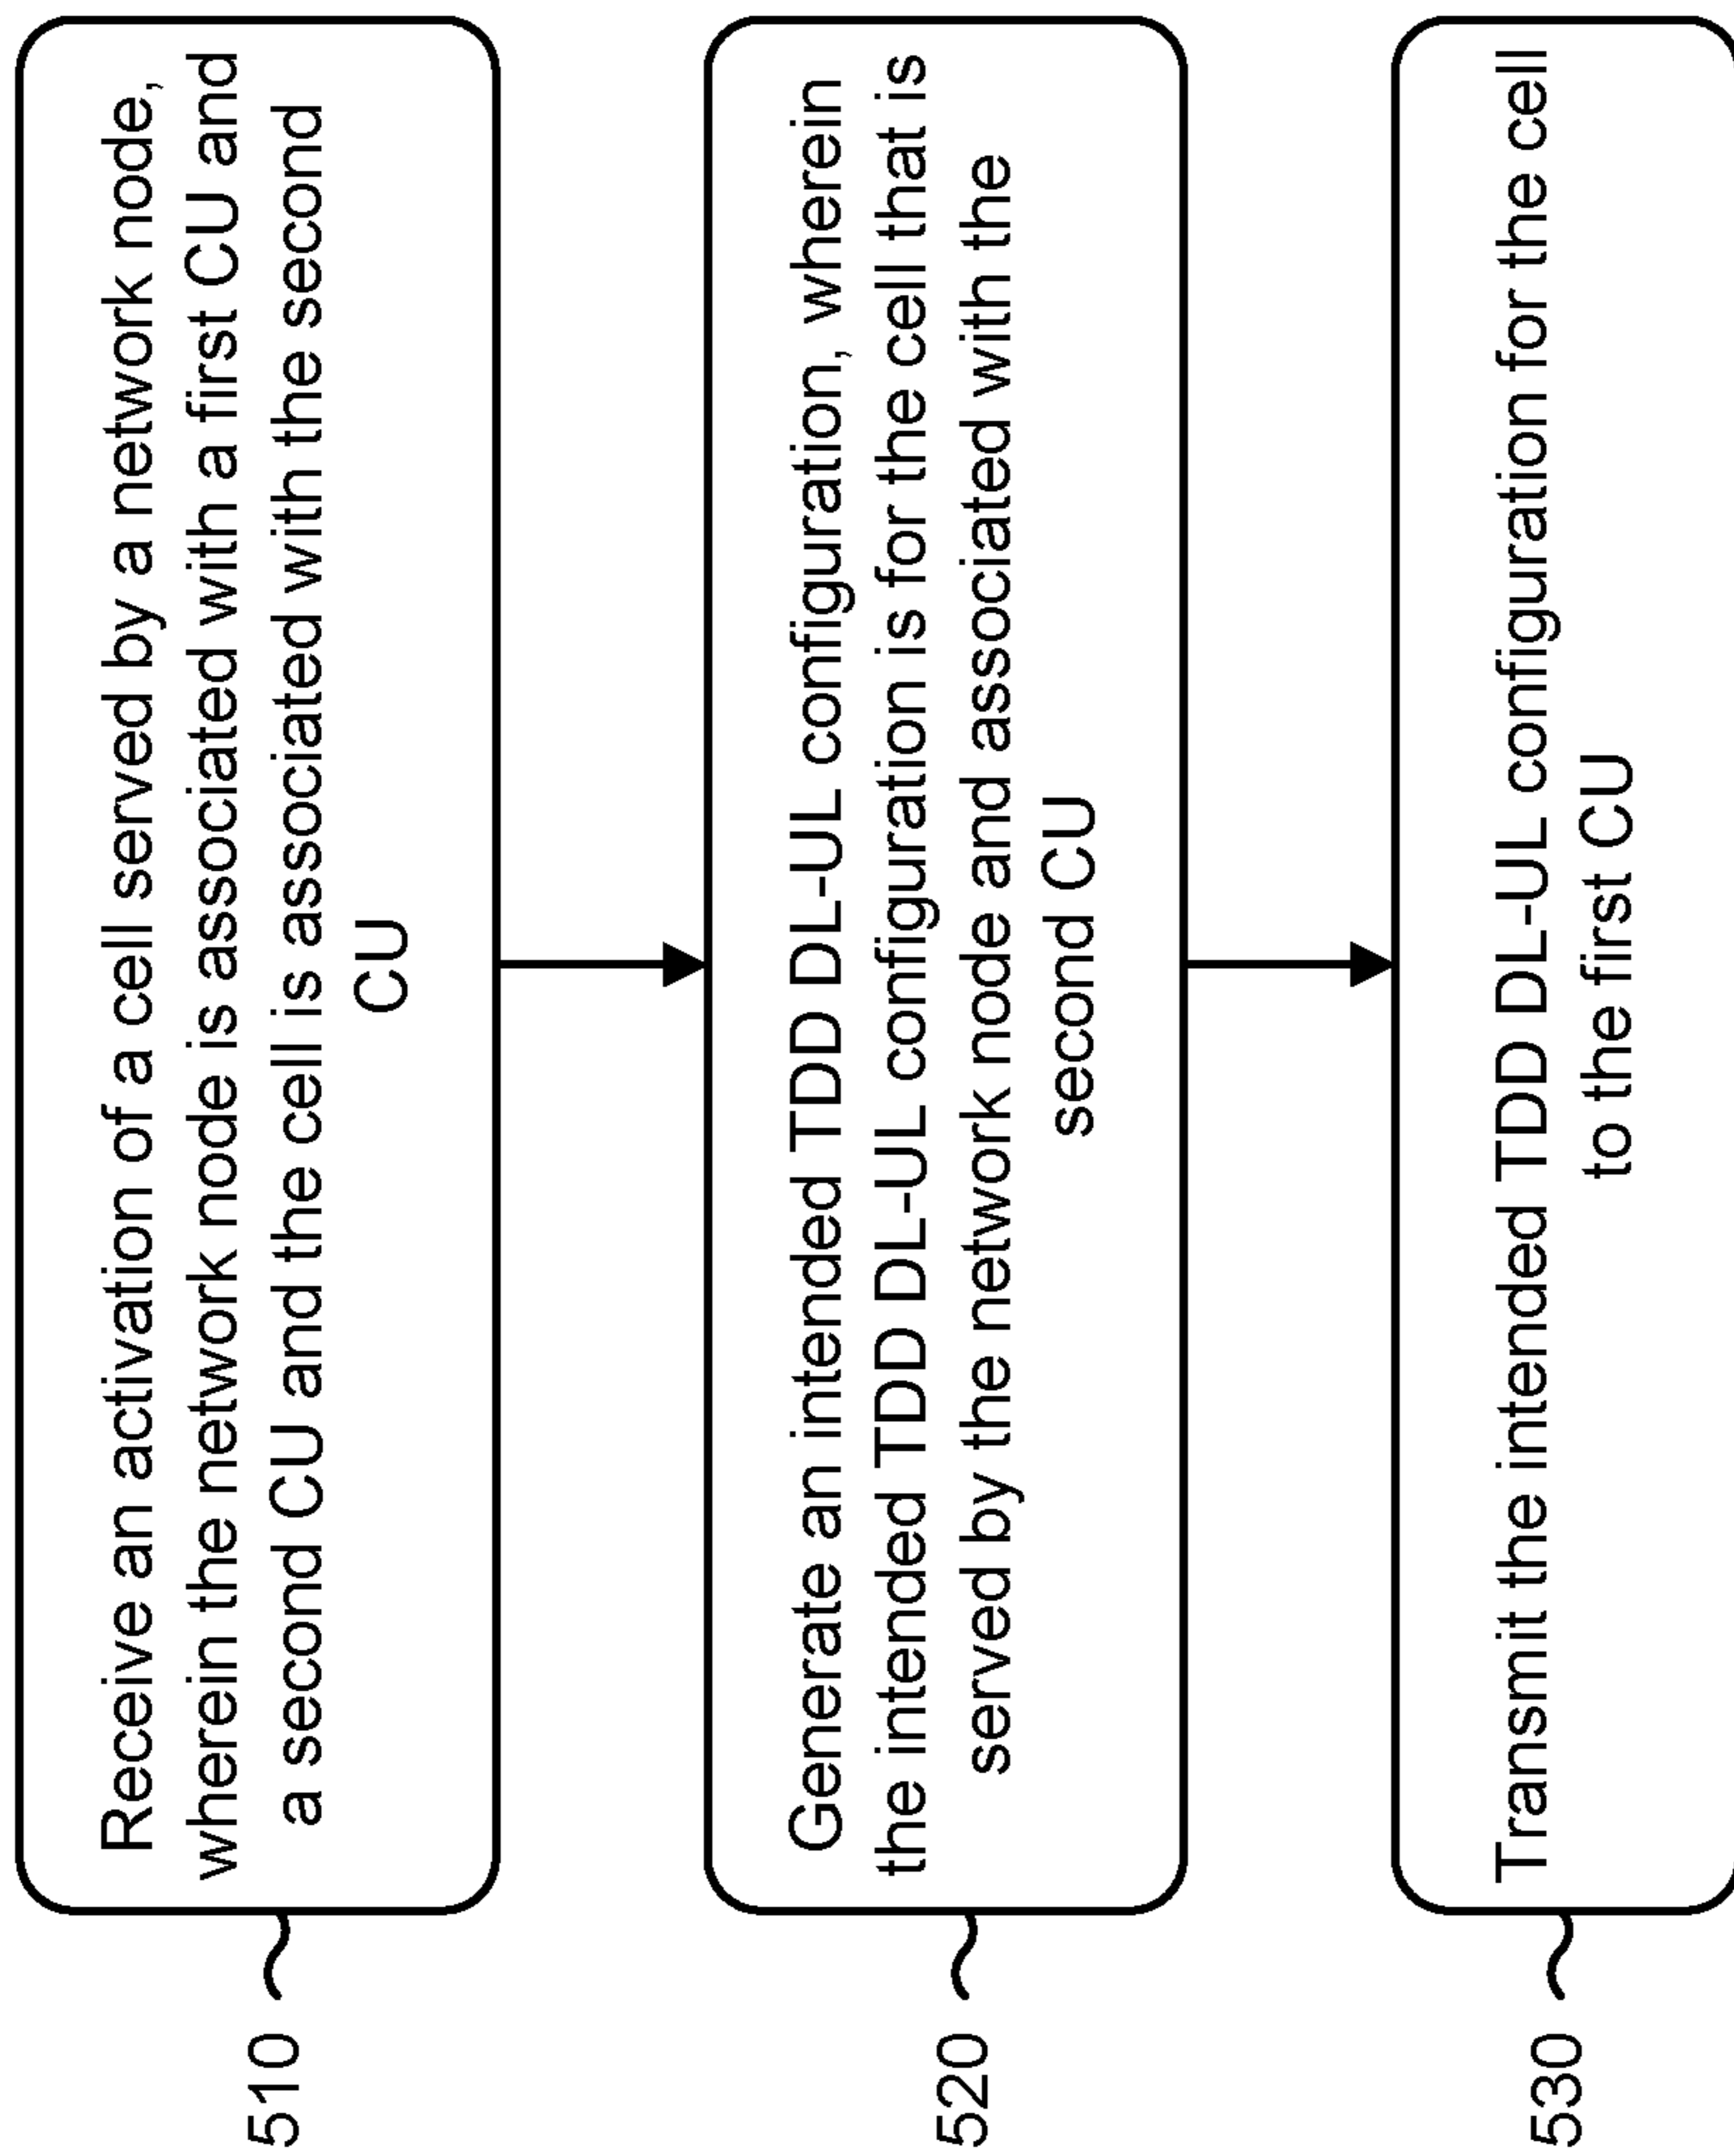 510
Receive an activation of a cell served by a network node,
wherein the network node is associated with a first CU and
a second CU and the cell is associated with the second
CU
520
Generate an intended TDD DL-UL configuration, wherein
the intended TDD DL-UL configuration is for the cell that is
served by the network node and associated with the
second CU
530
Transmit the intended TDD DL-UL configuration for the cell
to the first CU